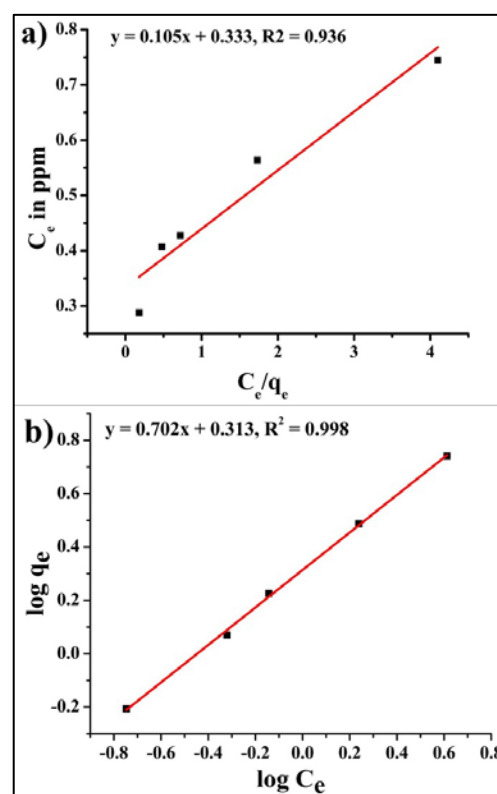 a)
y = 0.105x + 0.333, R2 = 0.936
0.8
0.7
0.6
0.5
0.4
0.3
Ce in ppm
0 1 2 3 4
Ce/qe
b)
y = 0.702x + 0.313, R² = 0.998
0.8
0.6
0.4
0.2
0.0
-0.2
log qe
-0.8 -0.6 -0.4 -0.2 0.0 0.2 0.4 0.6 0.8
log Ce